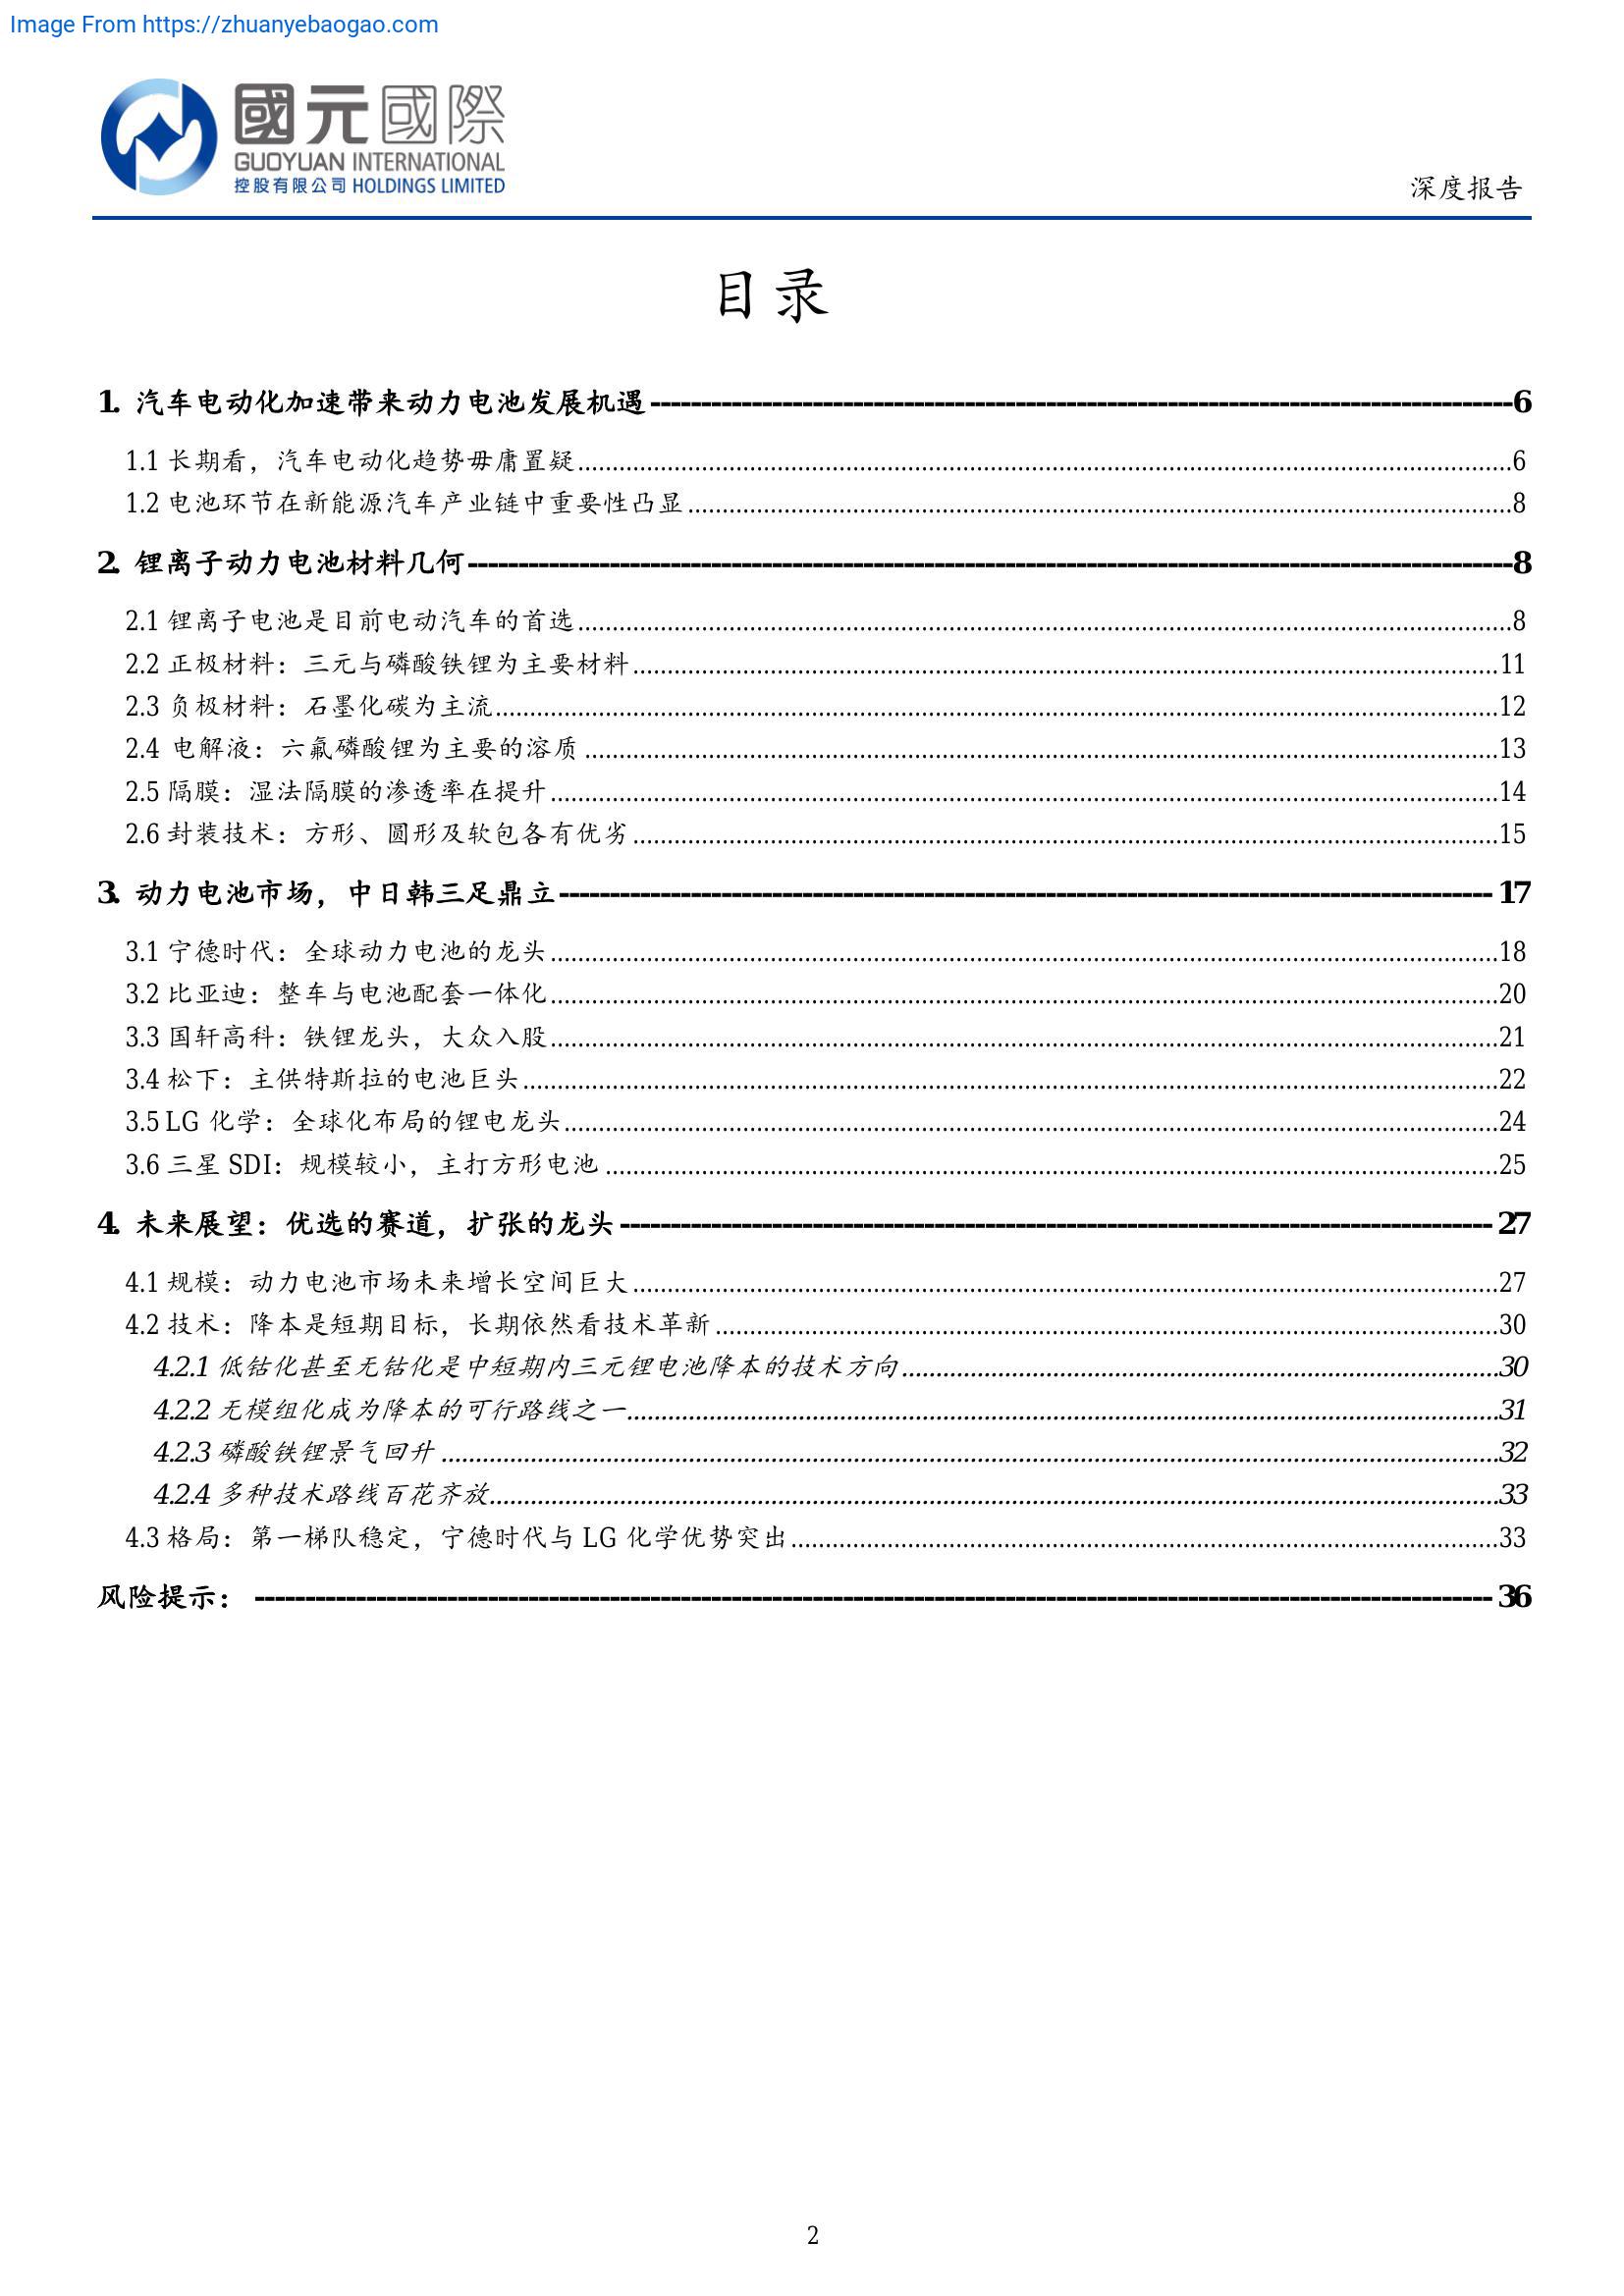 Image From https://zhuanyebaogao.com
國元國際
GUOYUAN INTERNATIONAL
控股有限公司 HOLDINGS LIMITED
深度报告
目录
1. 汽车电动化加速带来动力电池发展机遇 6
1.1 长期看，汽车电动化趋势毋庸置疑 6
1.2 电池环节在新能源汽车产业链中重要性凸显 8
2. 锂离子动力电池材料几何 8
2.1 锂离子电池是目前电动汽车的首选 8
2.2 正极材料：三元与磷酸铁锂为主要材料 11
2.3 负极材料：石墨化碳为主流 12
2.4 电解液：六氟磷酸锂为主要的溶质 13
2.5 隔膜：湿法隔膜的渗透率在提升 14
2.6 封装技术：方形、圆形及软包各有优劣 15
3. 动力电池市场，中日韩三足鼎立 17
3.1 宁德时代：全球动力电池的龙头 18
3.2 比亚迪：整车与电池配套一体化 20
3.3 国轩高科：铁锂龙头，大众入股 21
3.4 松下：主供特斯拉的电池巨头 22
3.5 LG 化学：全球化布局的锂电龙头 24
3.6 三星 SDI：规模较小，主打方形电池 25
4. 未来展望：优选的赛道，扩张的龙头 27
4.1 规模：动力电池市场未来增长空间巨大 27
4.2 技术：降本是短期目标，长期依然看技术革新 30
4.2.1 低钴化甚至无钴化是中短期内三元锂电池降本的技术方向 30
4.2.2 无模组化成为降本的可行路线之一 31
4.2.3 磷酸铁锂景气回升 32
4.2.4 多种技术路线百花齐放 33
4.3 格局：第一梯队稳定，宁德时代与 LG 化学优势突出 33
风险提示： 36
2